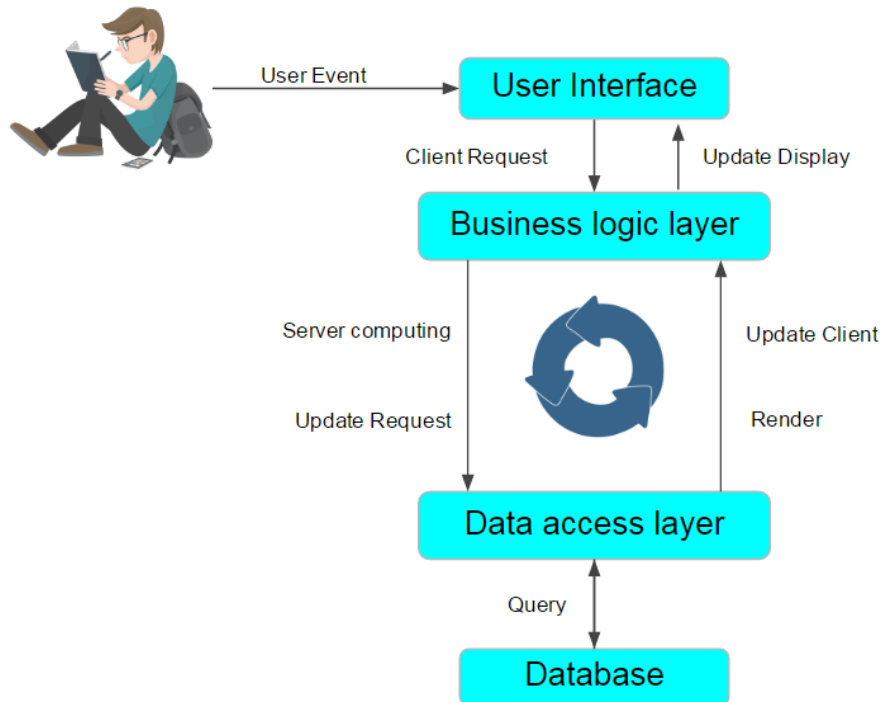 User Event
User Interface
Client Request
Update Display
Business logic layer
Server computing
Update Client
Update Request
Render
Data access layer
Query
Database